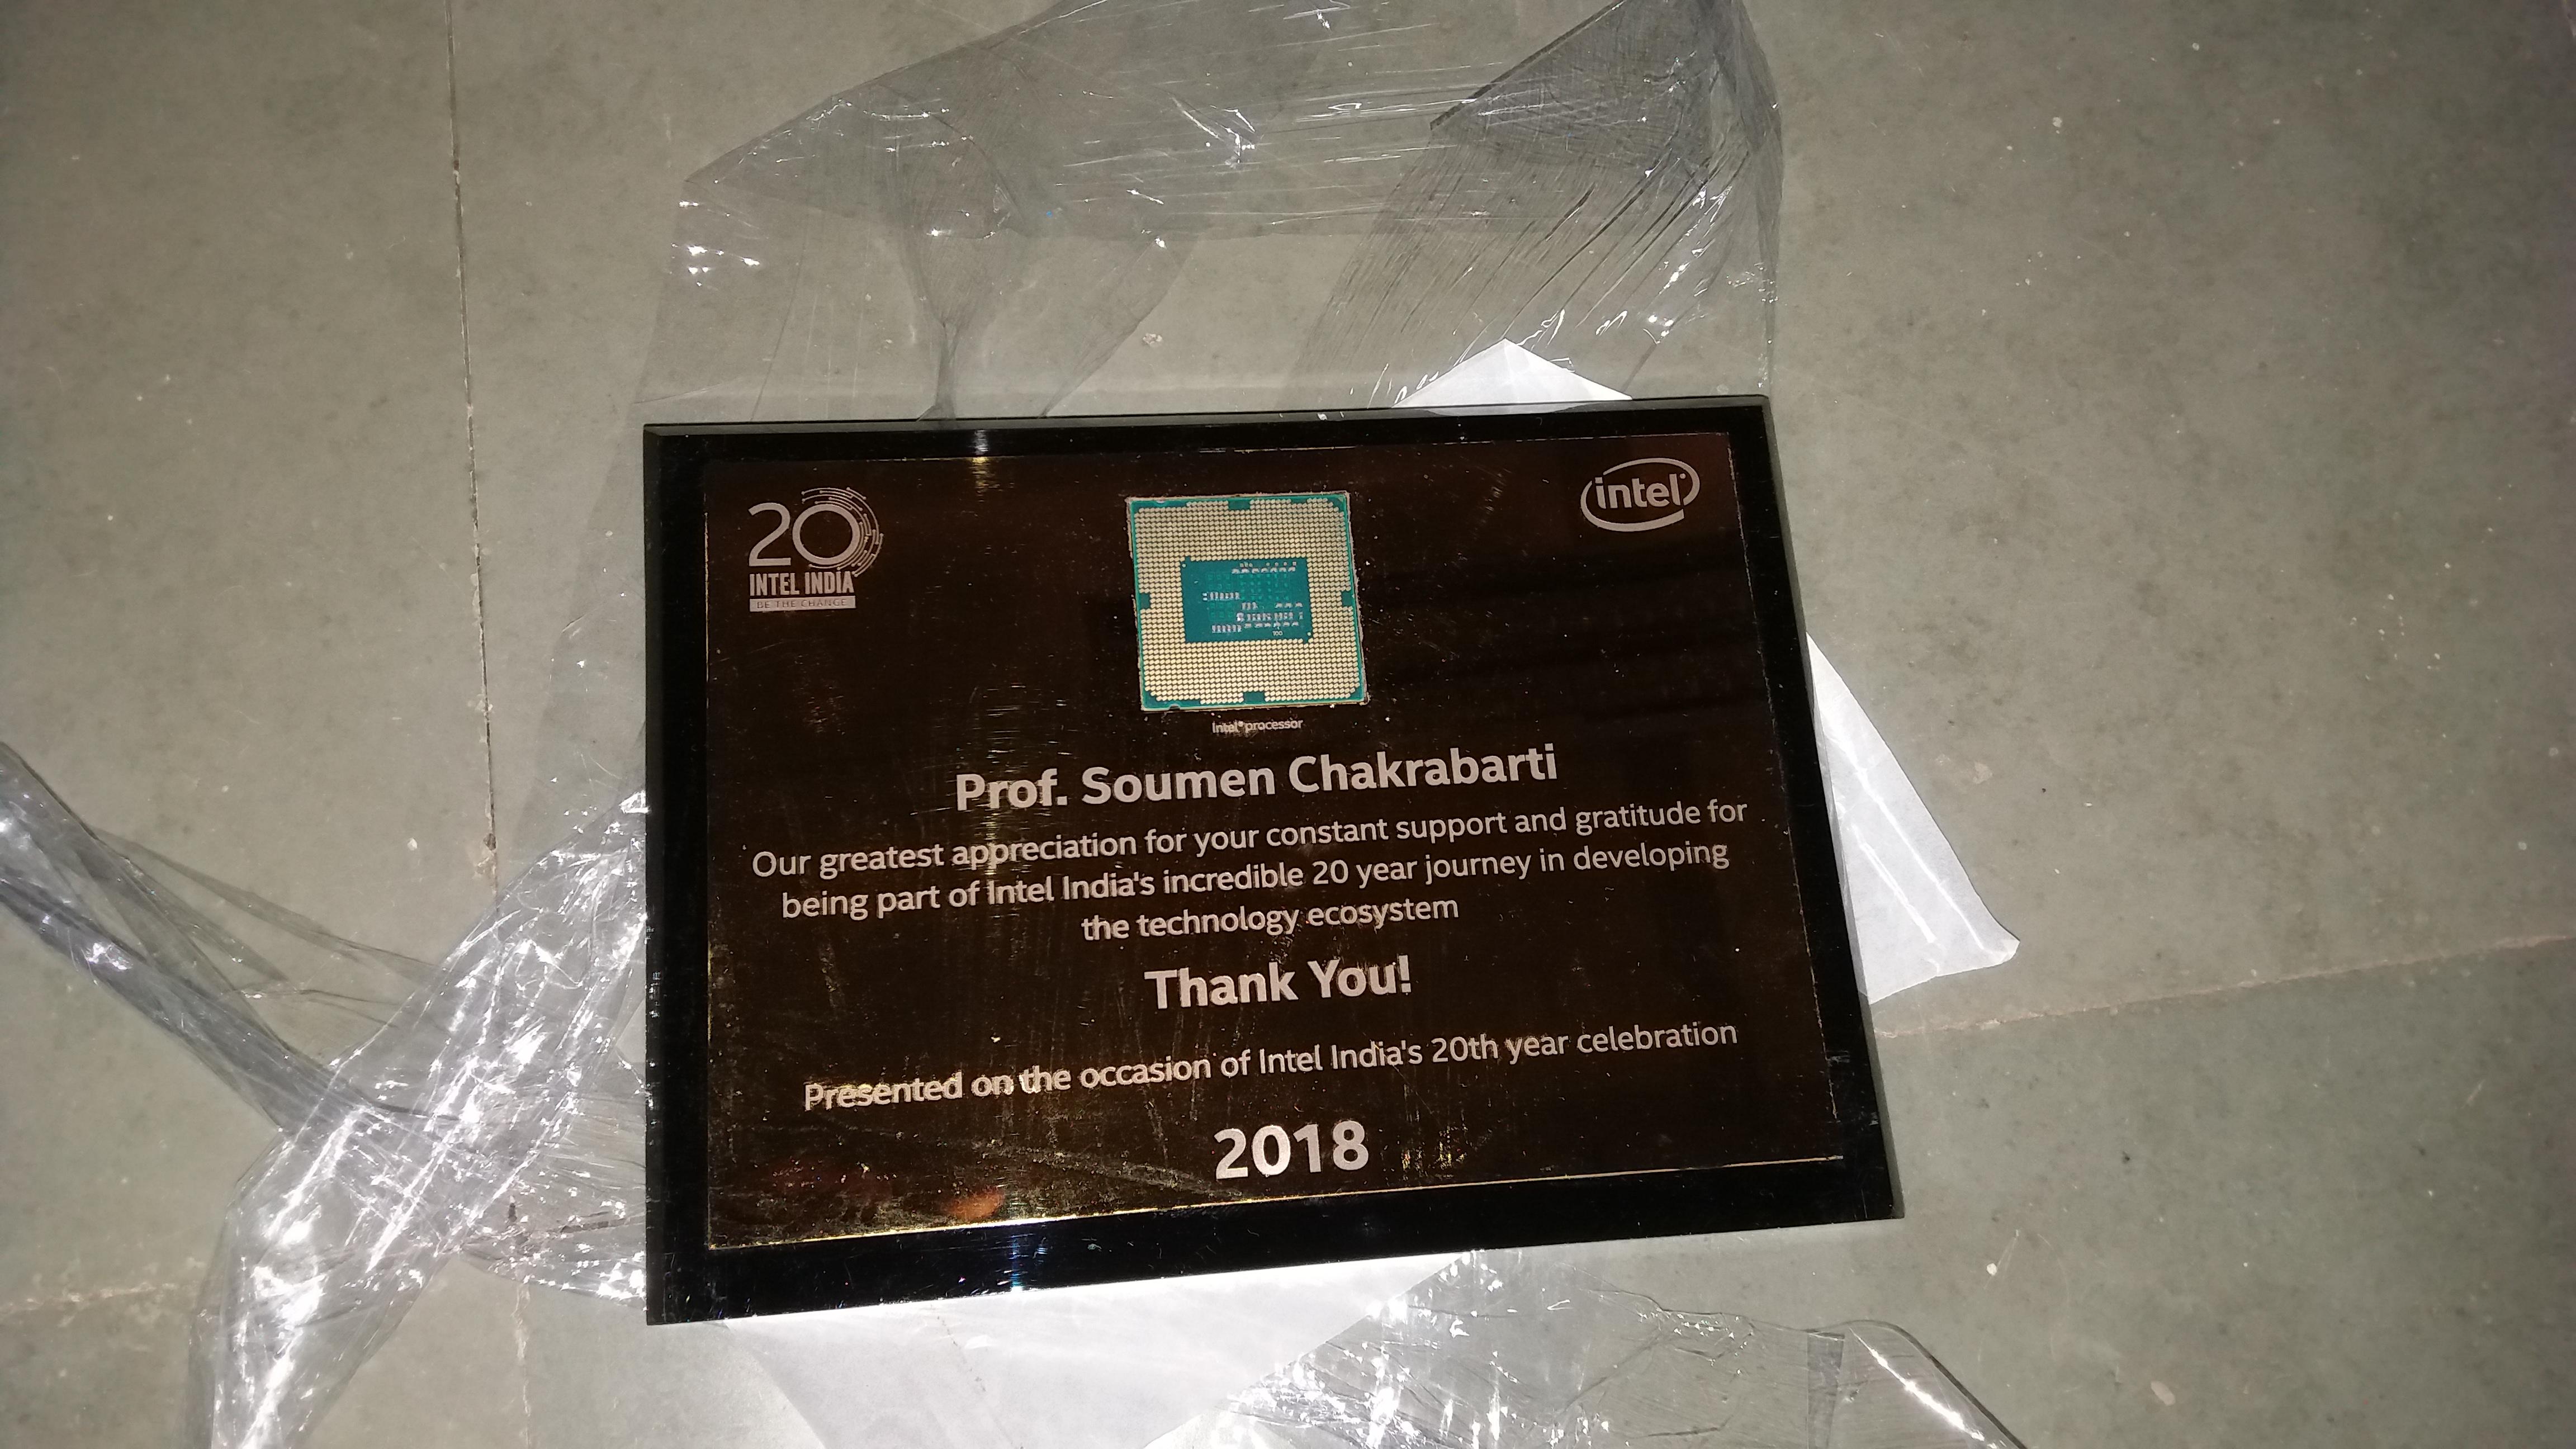 20
INTEL INDIA
BE THE CHANGE
intel
Intel® processor
Prof. Soumen Chakrabarti
Our greatest appreciation for your constant support and gratitude for
being part of Intel India's incredible 20 year journey in developing
the technology ecosystem
Thank You!
Presented on the occasion of Intel India's 20th year celebration
2018